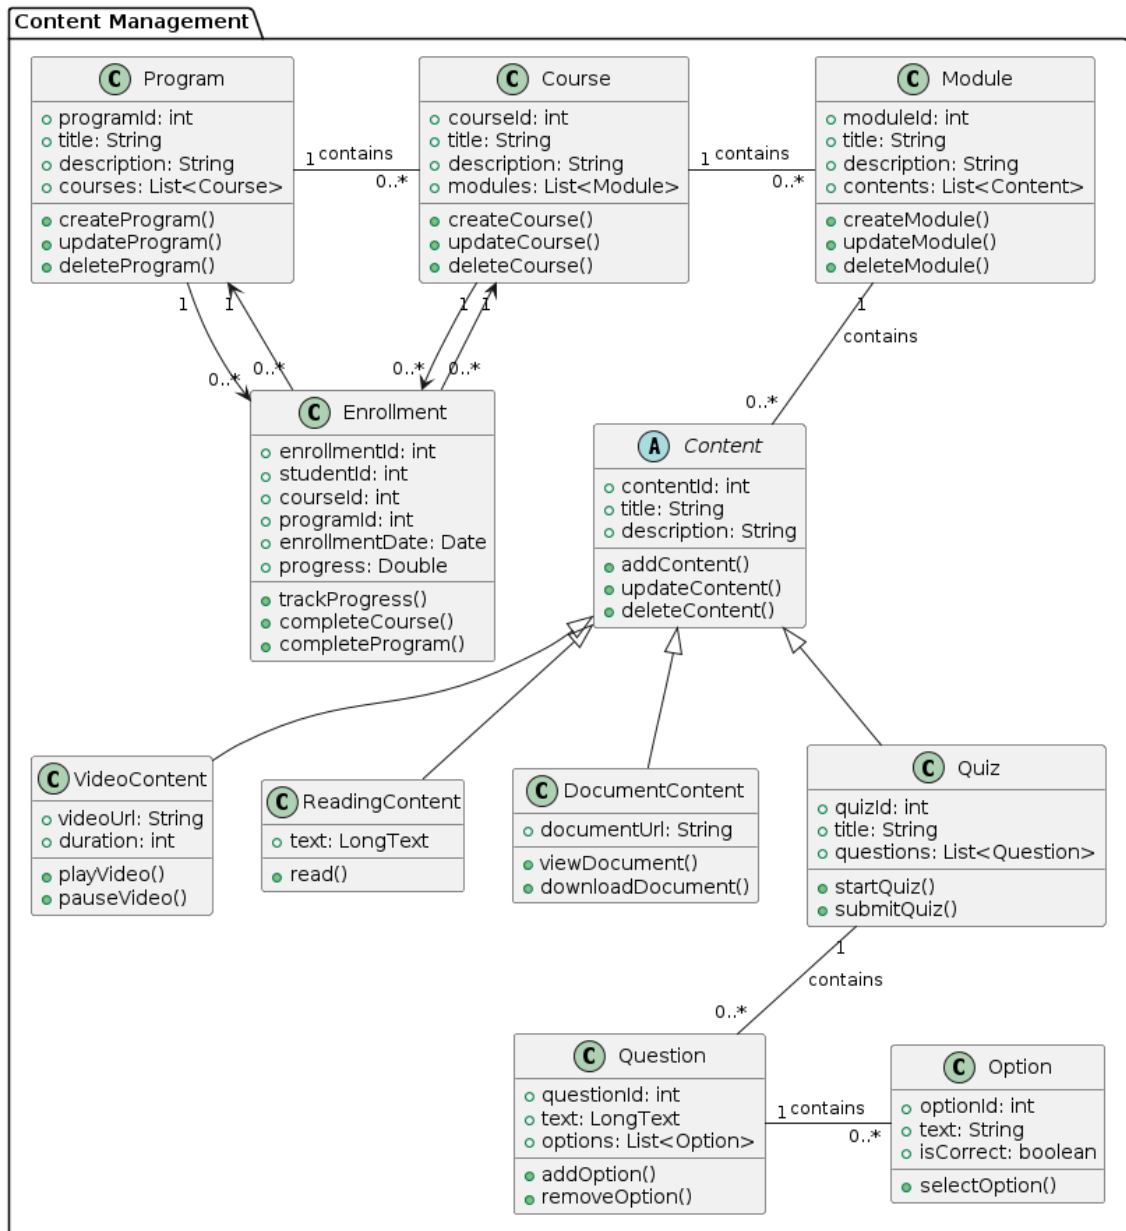 Content Management
C Program
programId: int
title: String
description: String
courses: List<Course>
createProgram()
updateProgram()
deleteProgram()
1 contains
0..*
C Course
courseId: int
title: String
description: String
modules: List<Module>
createCourse()
updateCourse()
deleteCourse()
1 contains
0..*
C Module
moduleId: int
title: String
description: String
contents: List<Content>
createModule()
updateModule()
deleteModule()
1
1
0..*
0..*
1
1
0..*
0..*
1
contains
0..*
C Enrollment
enrollmentId: int
studentId: int
courseId: int
programId: int
enrollmentDate: Date
progress: Double
trackProgress()
completeCourse()
completeProgram()
A Content
contentId: int
title: String
description: String
addContent()
updateContent()
deleteContent()
C VideoContent
videoUrl: String
duration: int
playVideo()
pauseVideo()
C ReadingContent
text: LongText
read()
C DocumentContent
documentUrl: String
viewDocument()
downloadDocument()
C Quiz
quizId: int
title: String
questions: List<Question>
startQuiz()
submitQuiz()
1
contains
0..*
C Question
questionId: int
text: LongText
options: List<Option>
addOption()
removeOption()
1 contains
0..*
C Option
optionId: int
text: String
isCorrect: boolean
selectOption()